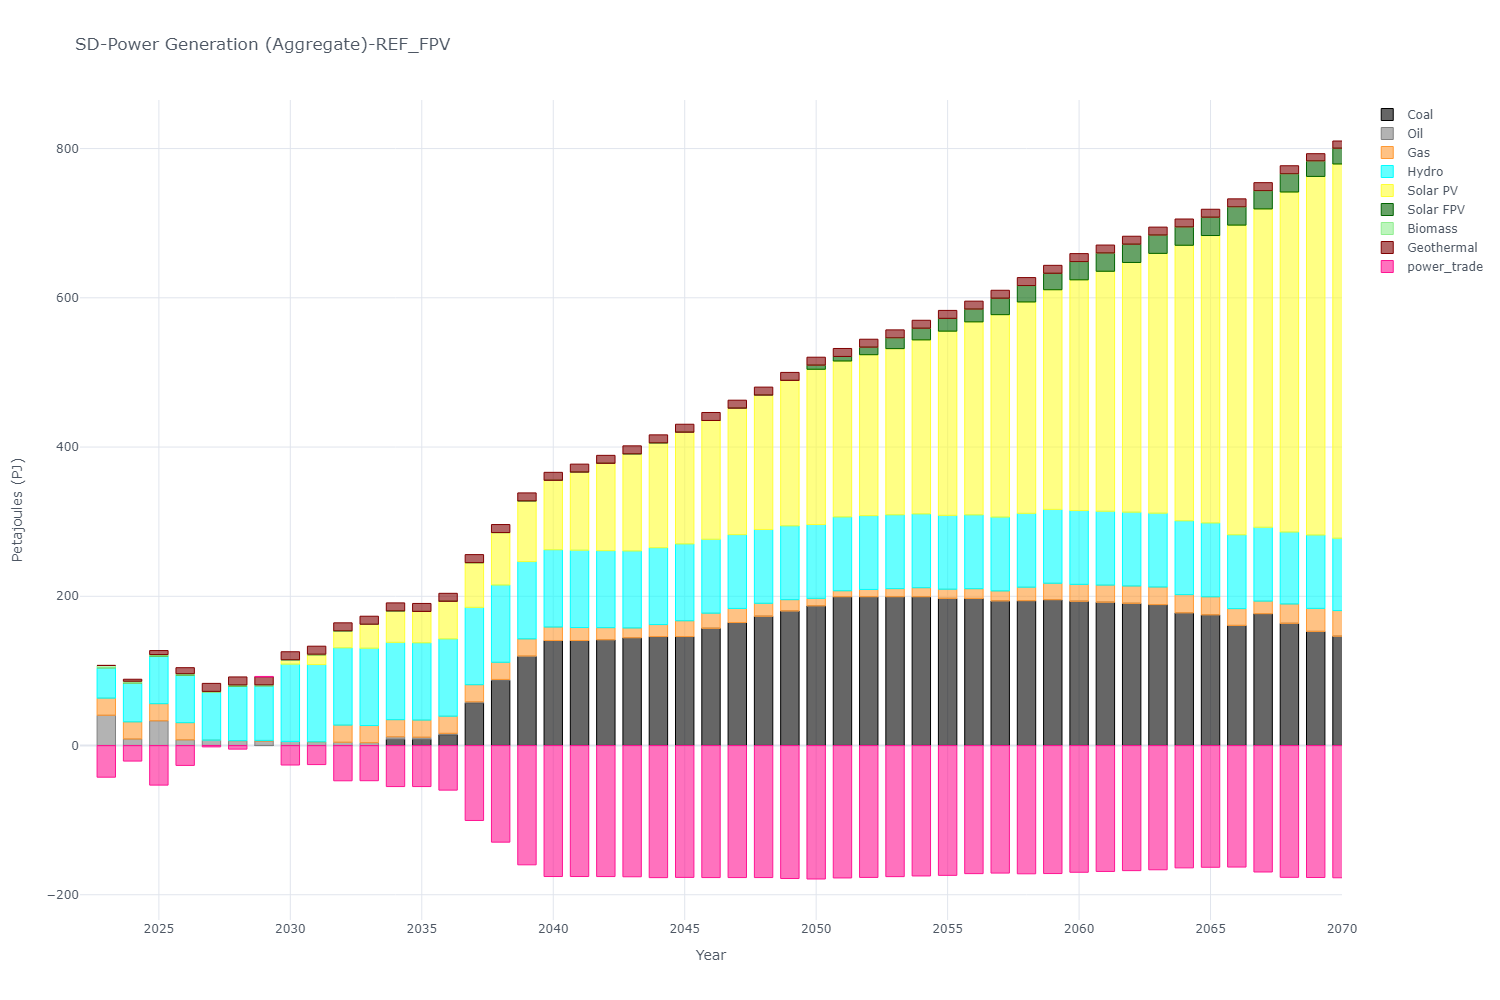 SD-Power Generation (Aggregate)-REF_FPV
Petajoules (PJ)
800
600
400
200
0
−200
2025
2030
2035
2040
2045
2050
2055
2060
2065
2070
Year
Coal
Oil
Gas
Hydro
Solar PV
Solar FPV
Biomass
Geothermal
power_trade